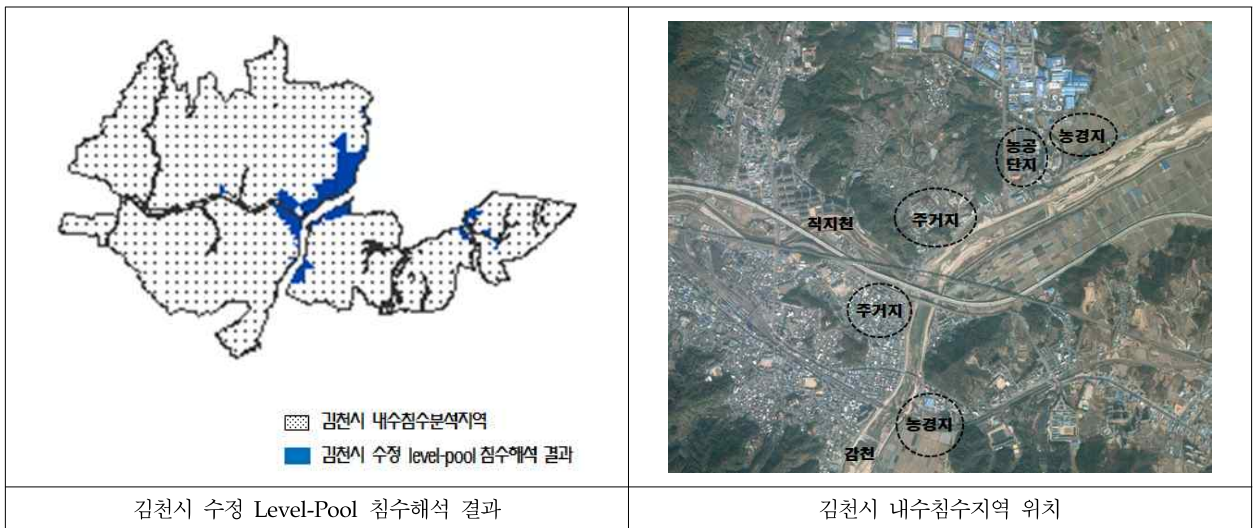 김천시 내수침수분석지역
김천시 수정 level-pool 침수해석 결과
농경지
농공
단지
주거지
직지천
주거지
농경지
감천
김천시 수정 Level-Pool 침수해석 결과
김천시 내수침수지역 위치